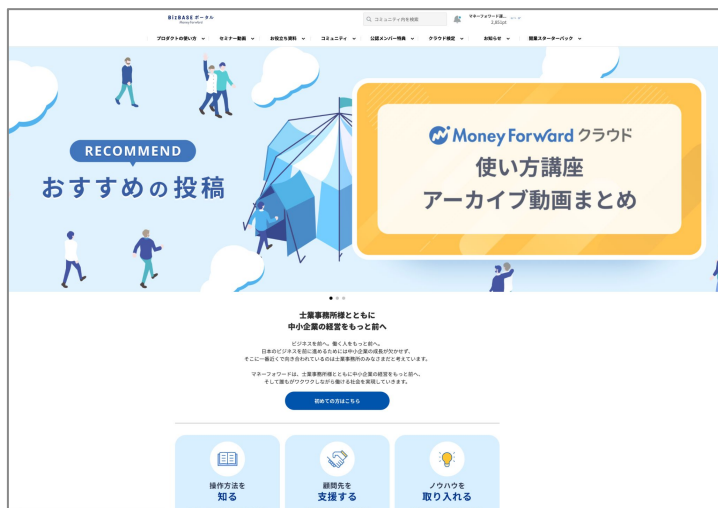 BizBASE ポータル
Money Forward
コミュニティ内を検索
マネーフォワード運...
2,851pt
プロダクトの使い方
セミナー動画
お役立ち資料
コミュニティ
公認メンバー特典
クラウド検定
お知らせ
開業スターターパック
RECOMMEND
おすすめの投稿
Money Forward クラウド
使い方講座
アーカイブ動画まとめ
士業事務所様とともに
中小企業の経営をもっと前へ
ビジネスを前へ。働く人をもっと前へ。
日本のビジネスを前に進めるためには中小企業の成長が欠かせず、
そこに一番近くで向き合われているのは士業事務所のみなさまだと考えています。
マネーフォワードは、士業事務所様とともに中小企業の経営をもっと前へ、
そして誰もがワクワクしながら働ける社会を実現していきます。
初めての方はこちら
操作方法を
知る
顧問先を
支援する
ノウハウを
取り入れる